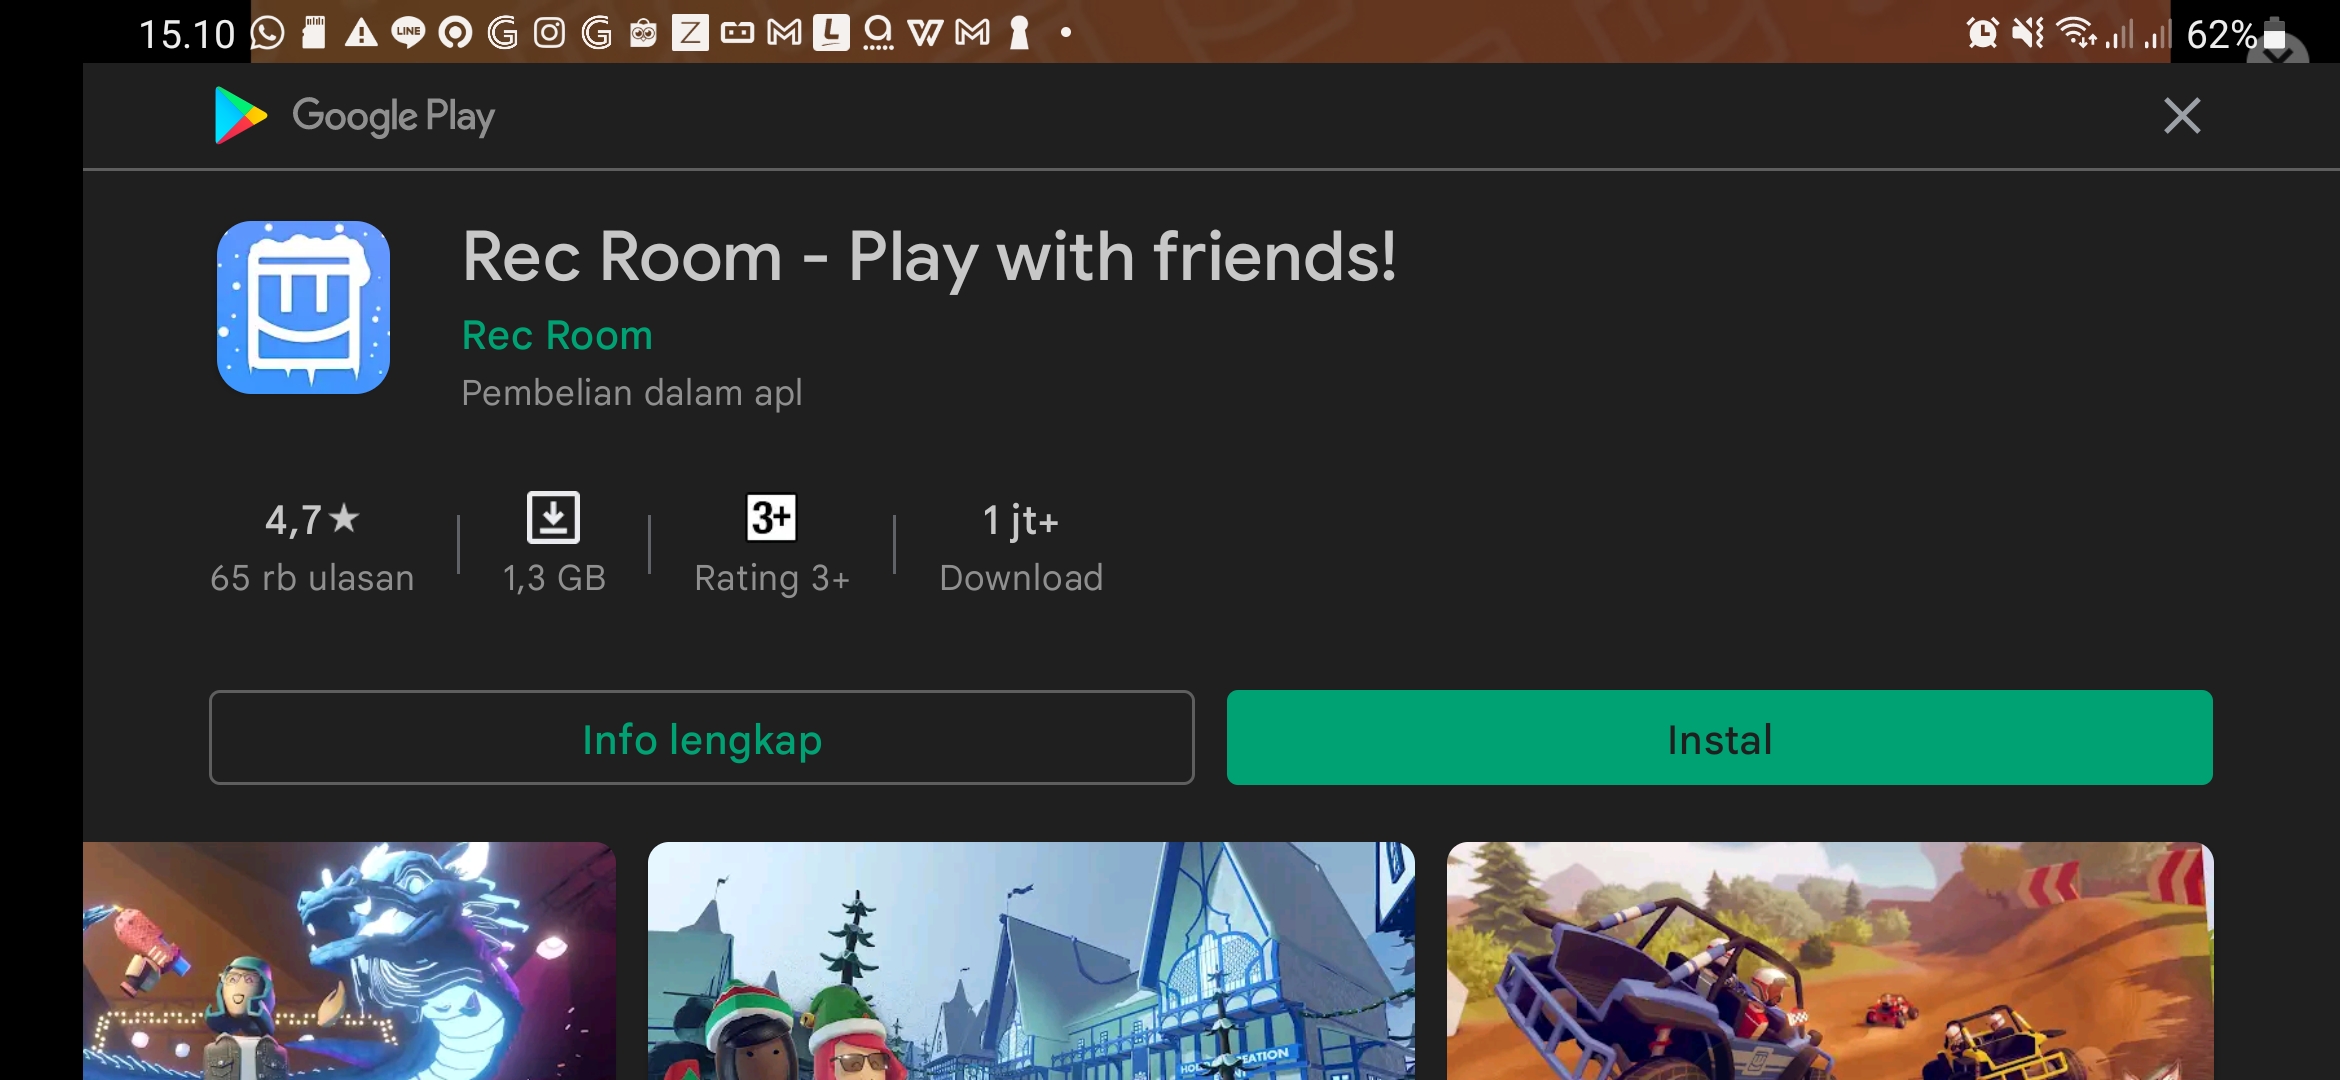 15.10 LINE 62%
Google Play
Rec Room - Play with friends!
Rec Room
Pembelian dalam apl
4,7★ 3+ 1 jt+
65 rb ulasan 1,3 GB Rating 3+ Download
Info lengkap Instal